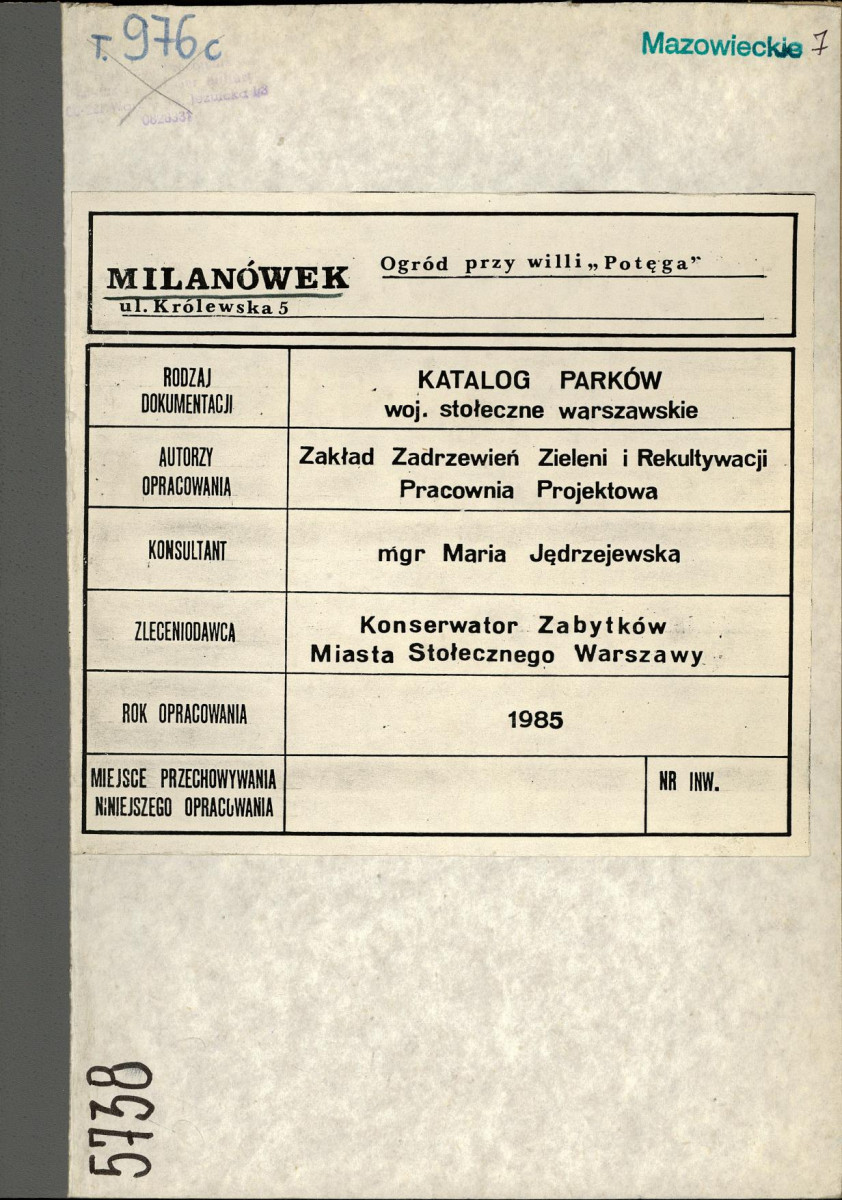 T. 976c
Mazowieckie 7
MILANÓWEK
Ogród przy willi „Potęga"
ul. Królewska 5
RODZAJ
DOKUMENTACJI
KATALOG PARKÓW
woj. stołeczne warszawskie
AUTORZY
OPRACOWANIA
Zakład Zadrzewień Zieleni i Rekultywacji
Pracownia Projektowa
KONSULTANT
mgr Maria Jędrzejewska
ZLECENIODAWCA
Konserwator Zabytków
Miasta Stołecznego Warszawy
ROK OPRACOWANIA
1985
MIEJSCE PRZECHOWYWANIA
NINIEJSZEGO OPRACOWANIA
NR INW.
5738